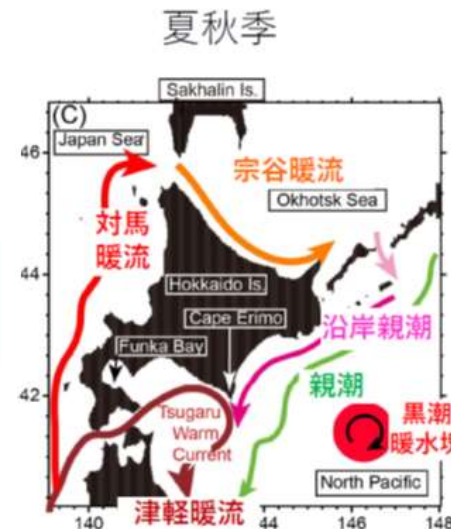 夏秋季
Sakhalin Is.
(C)
Japan Sea
46
宗谷暖流
Okhotsk Sea
対馬
暖流
44
Hokkaido Is.
Cape Erimo
沿岸親潮
Funka Bay
親潮
42
Tsugaru
Warm
Current
黒潮
暖水塊
North Pacific
津軽暖流
140
44
146
148